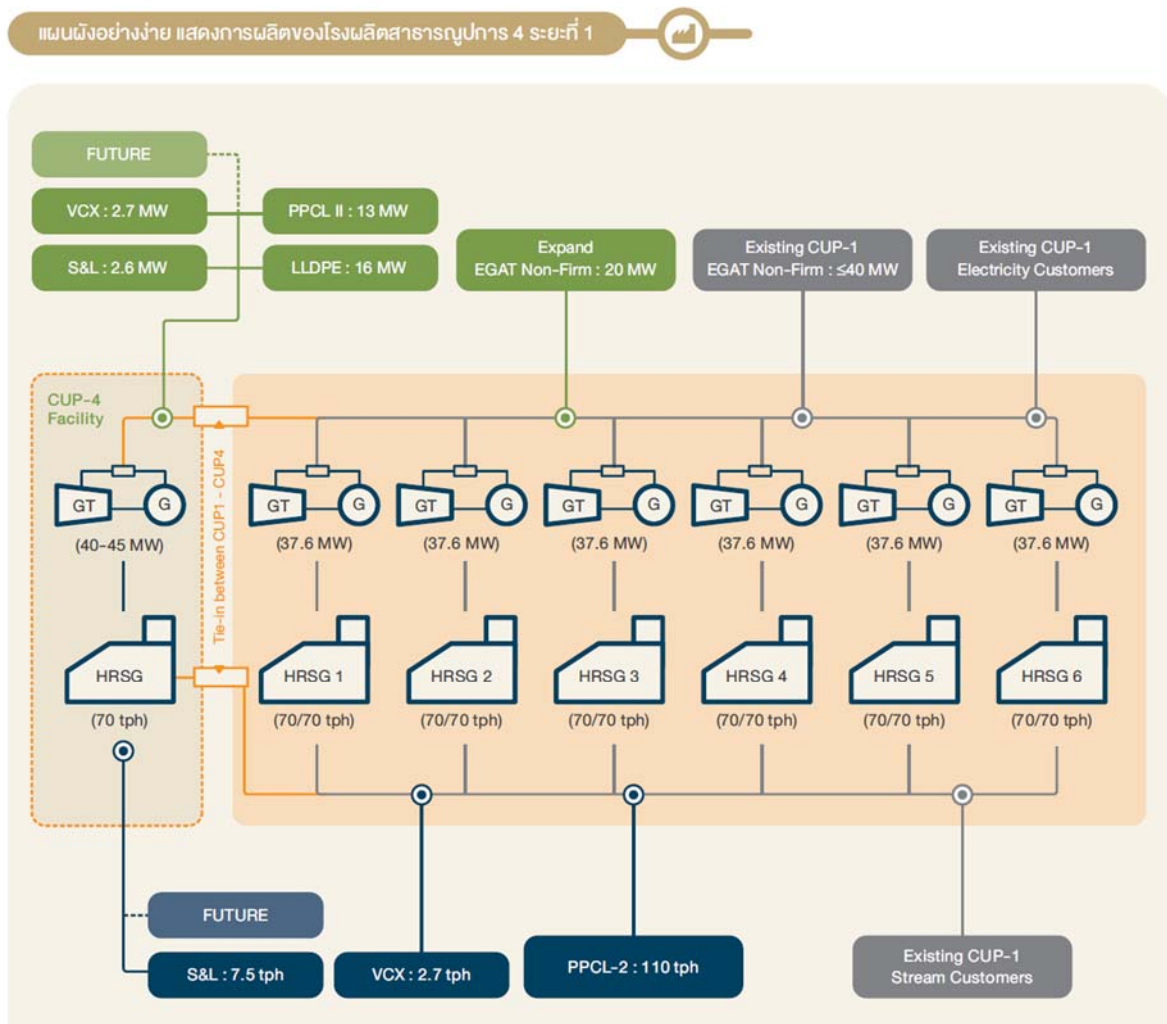 แผนผังอย่างง่าย แสดงการผลิตของโรงผลิตสาธารณูปการ 4 ระยะที่ 1
FUTURE
VCX : 2.7 MW
PPCL II : 13 MW
S&L : 2.6 MW
LLDPE : 16 MW
Expand
EGAT Non-Firm : 20 MW
Existing CUP-1
EGAT Non-Firm : ≤40 MW
Existing CUP-1
Electricity Customers
CUP-4
Facility
Tie-in between CUP1 - CUP4
GT
G
GT
G
GT
G
GT
G
GT
G
GT
G
GT
G
(40-45 MW)
(37.6 MW)
(37.6 MW)
(37.6 MW)
(37.6 MW)
(37.6 MW)
(37.6 MW)
HRSG
HRSG 1
HRSG 2
HRSG 3
HRSG 4
HRSG 5
HRSG 6
(70 tph)
(70/70 tph)
(70/70 tph)
(70/70 tph)
(70/70 tph)
(70/70 tph)
(70/70 tph)
FUTURE
S&L : 7.5 tph
VCX : 2.7 tph
PPCL-2 : 110 tph
Existing CUP-1
Stream Customers